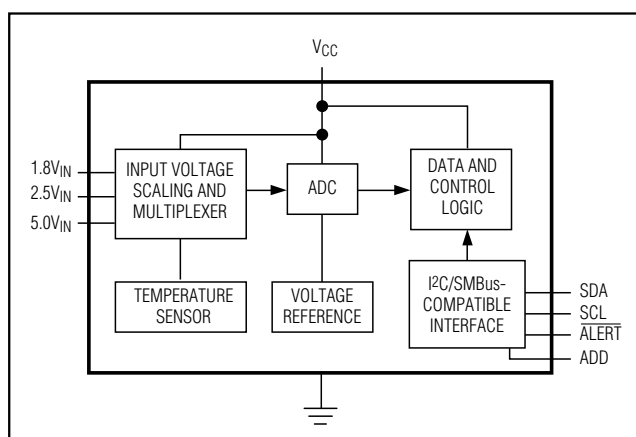 VCC
1.8VIN
2.5VIN
5.0VIN
INPUT VOLTAGE
SCALING AND
MULTIPLEXER
ADC
DATA AND
CONTROL
LOGIC
TEMPERATURE
SENSOR
VOLTAGE
REFERENCE
I²C/SMBus-
COMPATIBLE
INTERFACE
SDA
SCL
ALERT
ADD